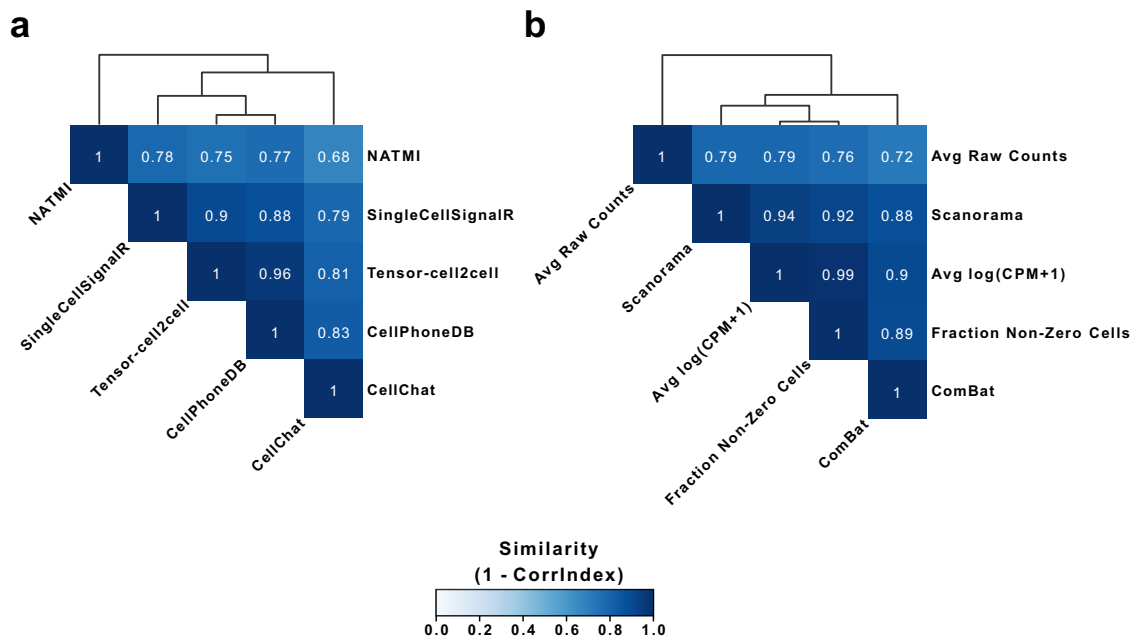 a
1 0.78 0.75 0.77 0.68 NATMI
1 0.9 0.88 0.79 SingleCellSignalR
1 0.96 0.81 Tensor-cell2cell
1 0.83 CellPhoneDB
1 CellChat
NATMI
SingleCellSignalR
Tensor-cell2cell
CellPhoneDB
CellChat
b
1 0.79 0.79 0.76 0.72 Avg Raw Counts
1 0.94 0.92 0.88 Scanorama
1 0.99 0.9 Avg log(CPM+1)
1 0.89 Fraction Non-Zero Cells
1 ComBat
Avg Raw Counts
Scanorama
Avg log(CPM+1)
Fraction Non-Zero Cells
ComBat
Similarity
(1 - CorrIndex)
0.0 0.2 0.4 0.6 0.8 1.0